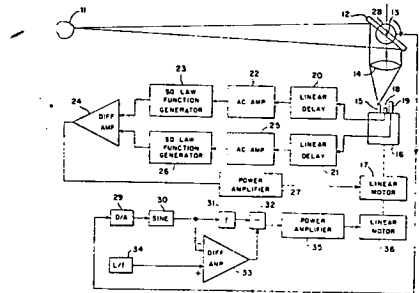 11
12
28
13
14
15
18
19
23
22
20
24
SQ LAW
FUNCTION
GENERATOR
AC AMP
LINEAR
DELAY
DIFF
AMP
25
16
SQ LAW
FUNCTION
GENERATOR
AC AMP
LINEAR
DELAY
17
26
21
POWER
AMPLIFIER
27
LINEAR
MOTOR
29
30
31
32
D/A
SINE
POWER
AMPLIFIER
LINEAR
MOTOR
34
35
36
L/f
DIFF
AMP
33